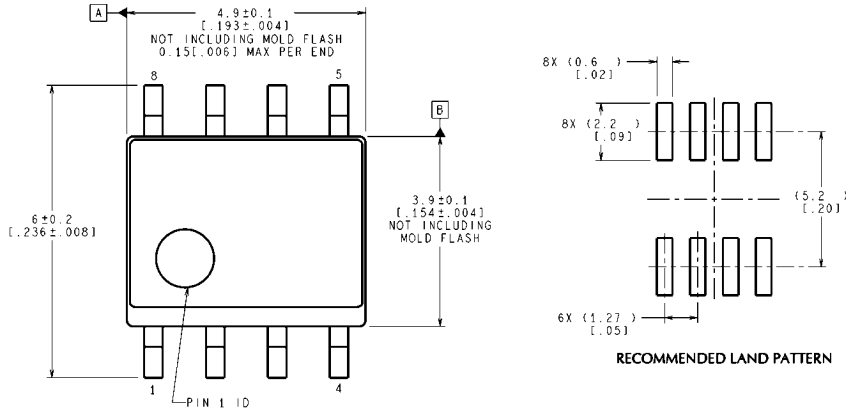 A
4.9±0.1
[.193±.004]
NOT INCLUDING MOLD FLASH
0.15[.006] MAX PER END
8
5
B
6±0.2
[.236±.008]
3.9±0.1
[.154±.004]
NOT INCLUDING
MOLD FLASH
1
4
PIN 1 ID
8X (0.6 )
[.02]
8X (2.2 )
[.09]
(5.2 )
[.20]
6X (1.27 )
[.05]
RECOMMENDED LAND PATTERN